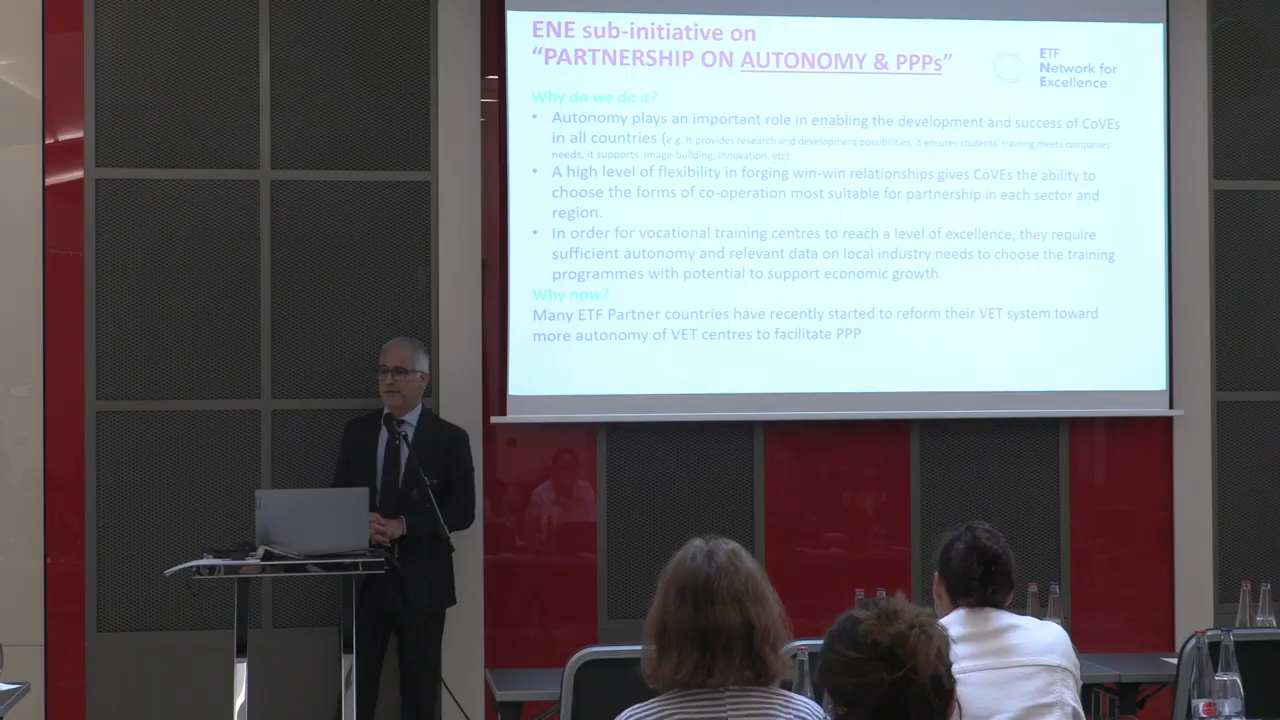 ENE sub-initiative on
“PARTNERSHIP ON AUTONOMY & PPPs”
ETF
Network for
Excellence
Why do we do it?
• Autonomy plays an important role in enabling the development and success of CoVEs
in all countries (e.g. it provides research and development possibilities, it ensures students' training meets companies'
needs, it supports image-building, innovation, etc)
• A high level of flexibility in forging win-win relationships gives CoVEs the ability to
choose the forms of co-operation most suitable for partnership in each sector and
region.
• In order for vocational training centres to reach a level of excellence, they require
sufficient autonomy and relevant data on local industry needs to choose the training
programmes with potential to support economic growth.
Why now?
Many ETF Partner countries have recently started to reform their VET system toward
more autonomy of VET centres to facilitate PPP